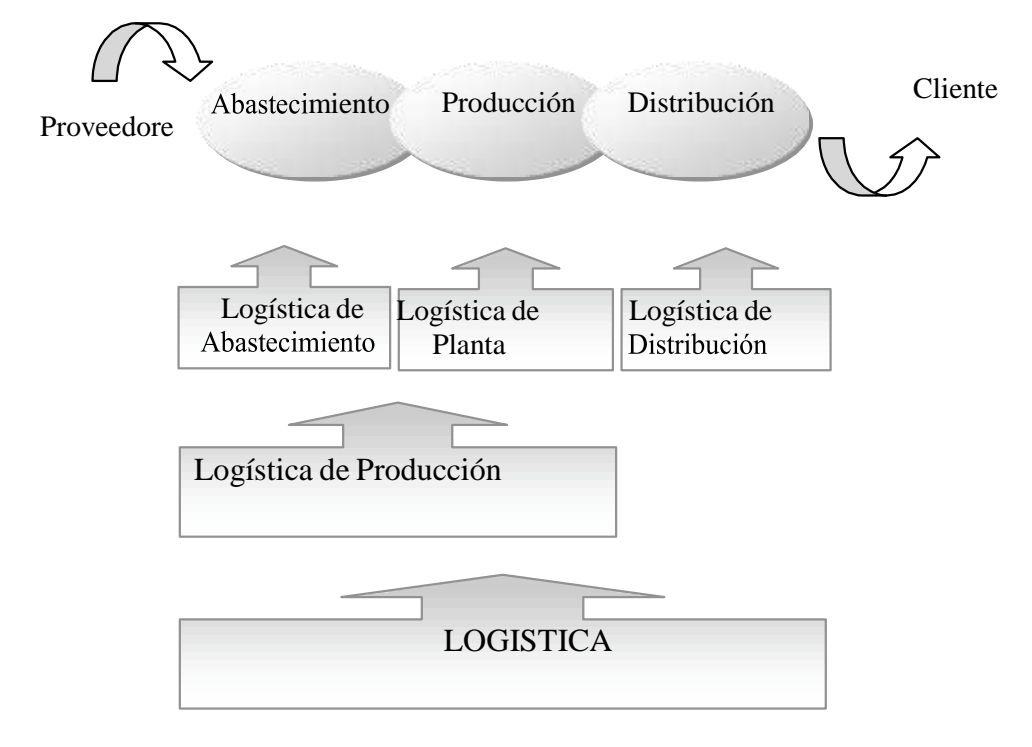 Proveedore
Abastecimiento
Producción
Distribución
Cliente
Logística de
Abastecimiento
Logística de
Planta
Logística de
Distribución
Logística de Producción
LOGISTICA